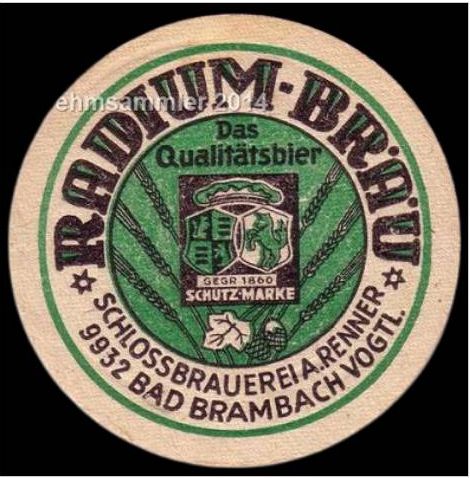 ehmsammler 2014
RADIUM-BRÄU
Das
Qualitätsbier
GEGR 1860
SCHUTZ-MARKE
SCHLOSSBRAUEREI A. RENNER
9932 BAD BRAMBACH VOGTL.